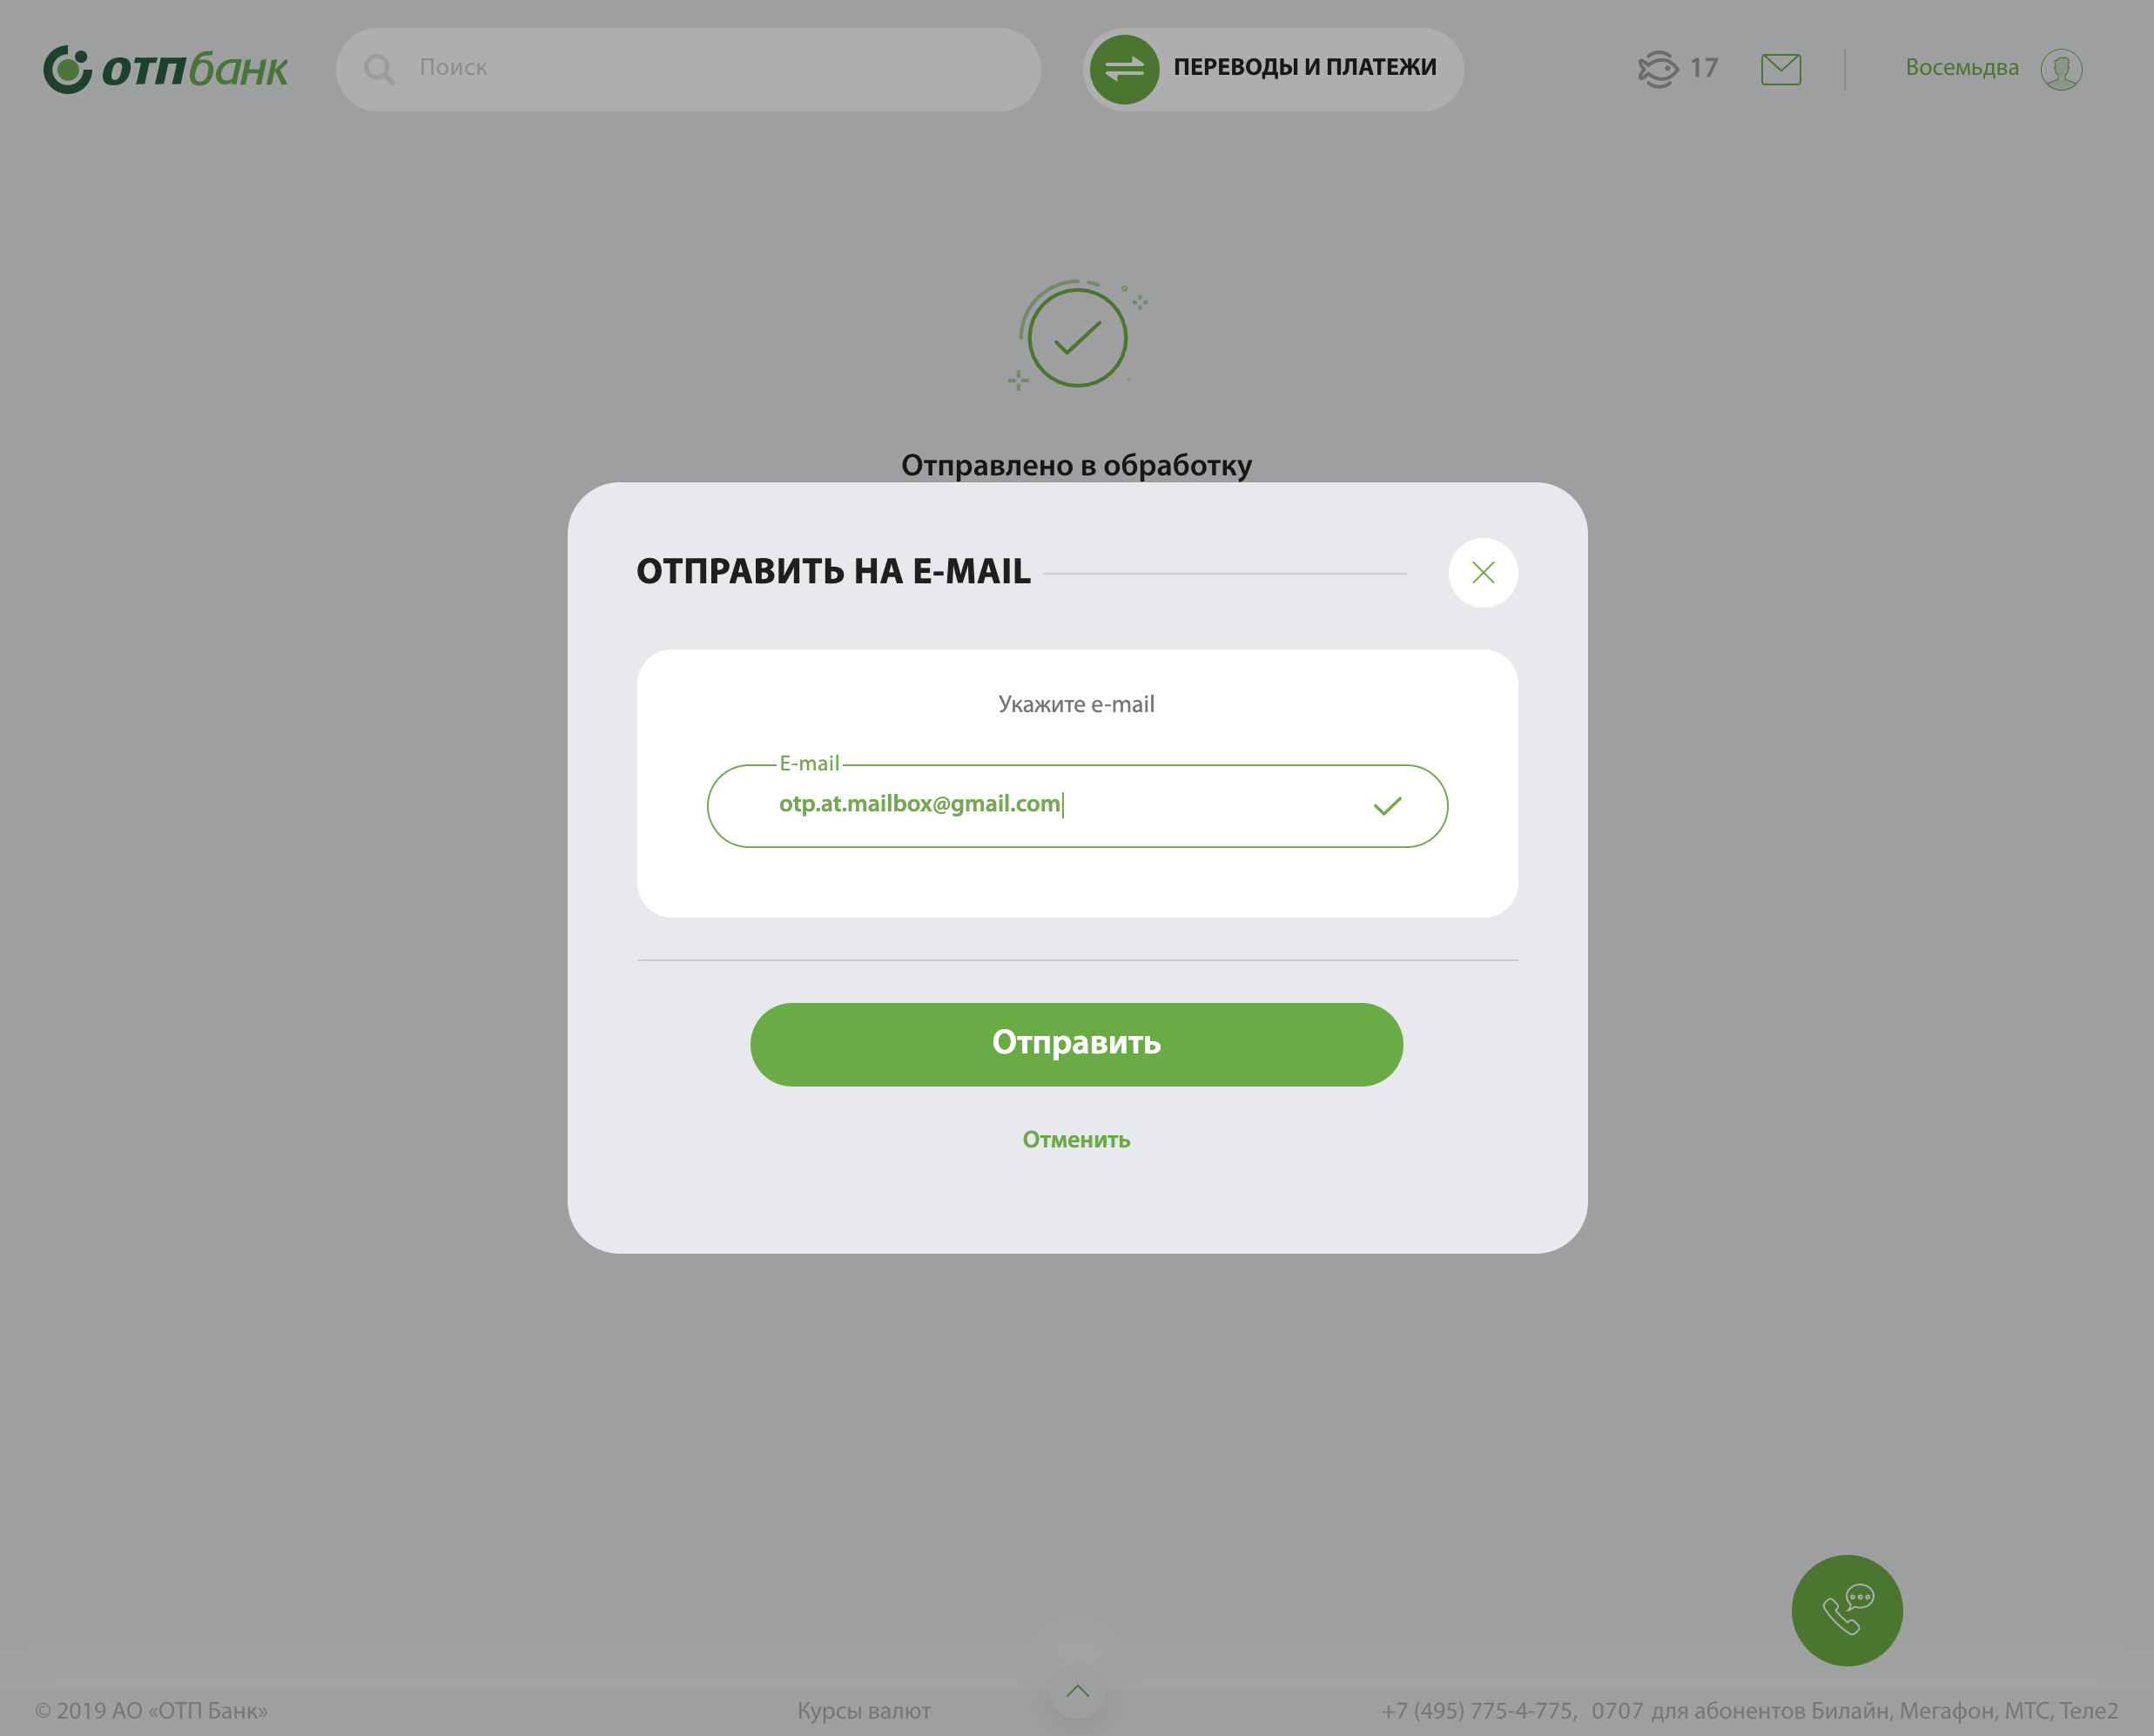 отпбанк
Поиск
ПЕРЕВОДЫ И ПЛАТЕЖИ
17
Восемьдва
Отправлено в обработку
ОТПРАВИТЬ НА E-MAIL
Укажите e-mail
E-mail
otp.at.mailbox@gmail.com
Отправить
Отменить
© 2019 АО «ОТП Банк»
Курсы валют
+7 (495) 775-4-775, 0707 для абонентов Билайн, Мегафон, МТС, Теле2